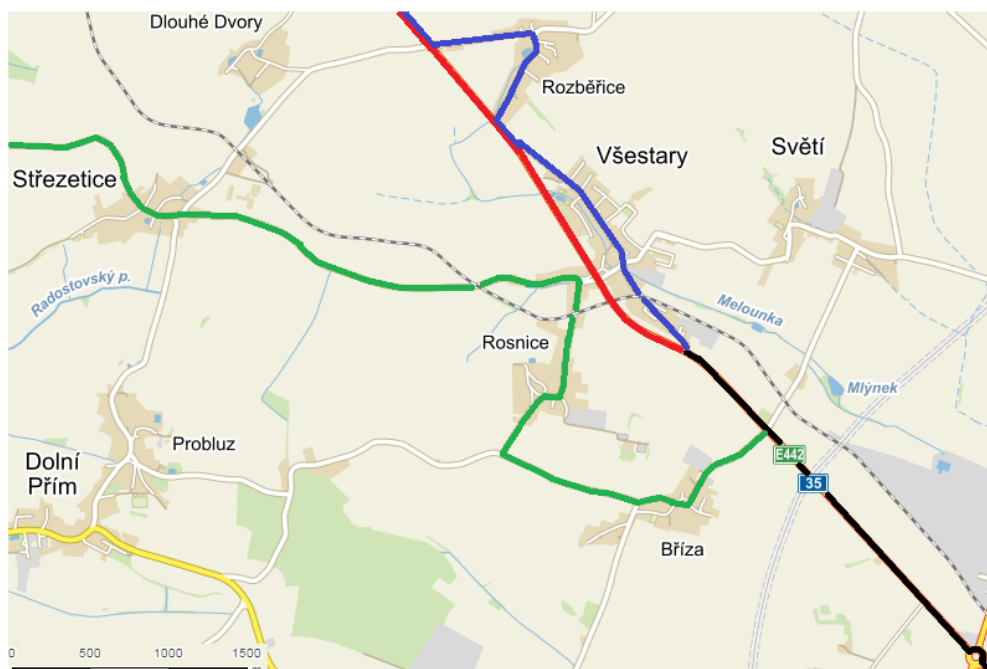 Dlouhé Dvory
Rozběřice
Všestary
Světí
Střezetice
Radostovský p.
Melounka
Rosnice
Mlýnek
Probluz
Dolní
Přím
E442
35
Bříza
0 500 1000 1500